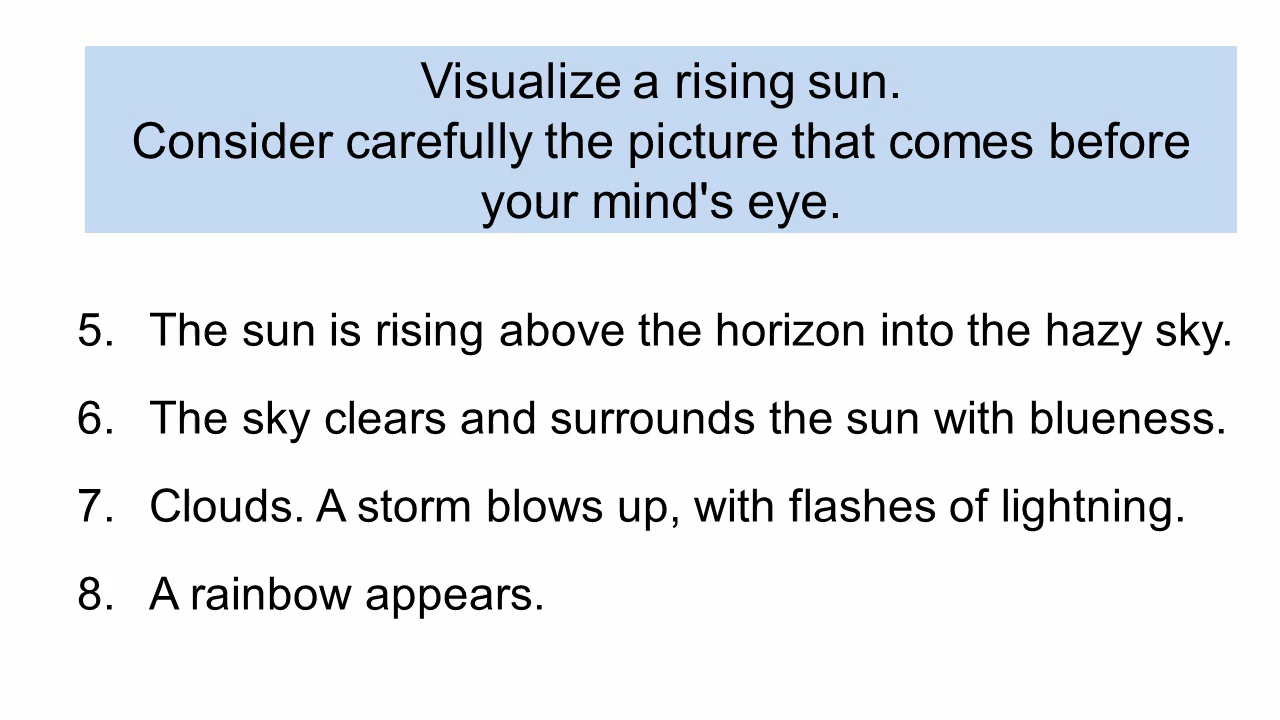 Visualize a rising sun.
Consider carefully the picture that comes before
your mind's eye.
5. The sun is rising above the horizon into the hazy sky.
6. The sky clears and surrounds the sun with blueness.
7. Clouds. A storm blows up, with flashes of lightning.
8. A rainbow appears.